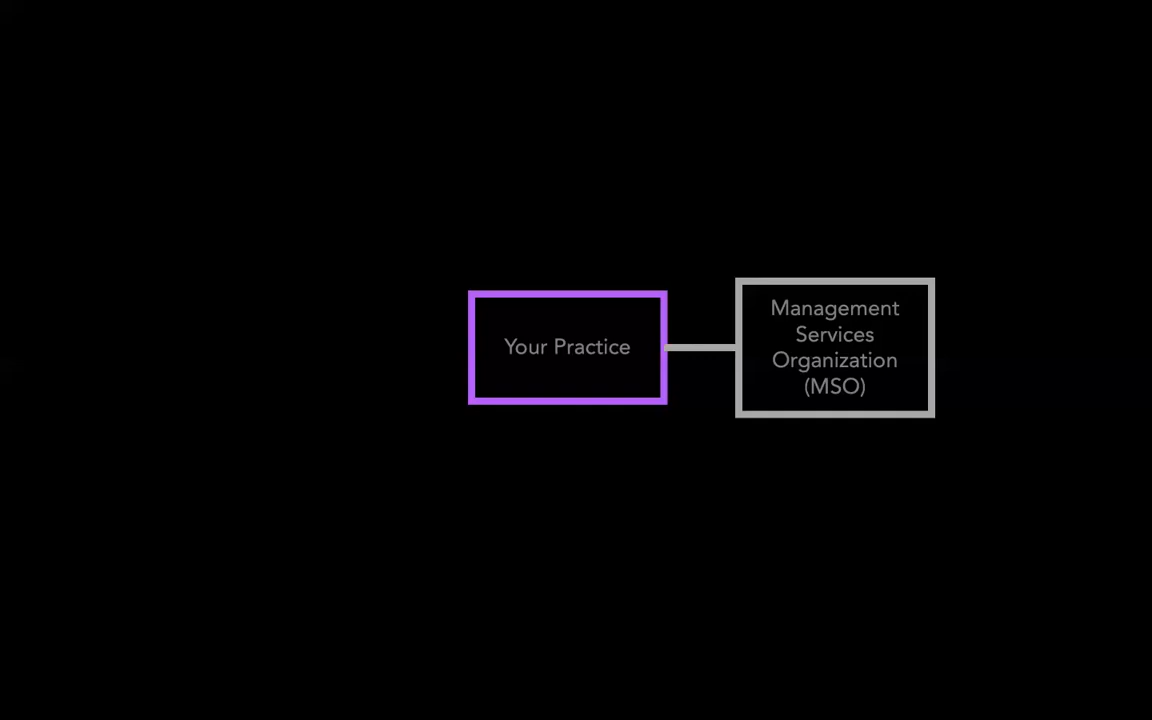 Your Practice
Management
Services
Organization
(MSO)